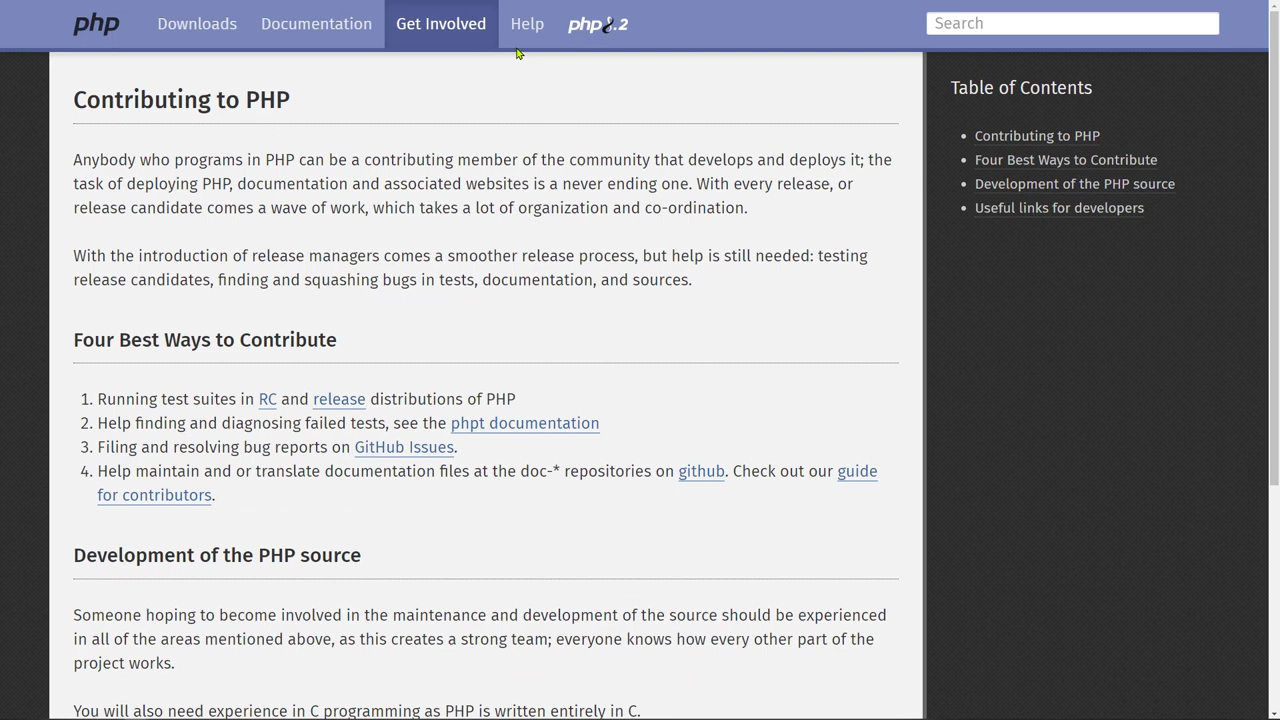 php Downloads Documentation Get Involved Help php8.2 Search
Contributing to PHP
Anybody who programs in PHP can be a contributing member of the community that develops and deploys it; the
task of deploying PHP, documentation and associated websites is a never ending one. With every release, or
release candidate comes a wave of work, which takes a lot of organization and co-ordination.
With the introduction of release managers comes a smoother release process, but help is still needed: testing
release candidates, finding and squashing bugs in tests, documentation, and sources.
Four Best Ways to Contribute
1. Running test suites in RC and release distributions of PHP
2. Help finding and diagnosing failed tests, see the phpt documentation
3. Filing and resolving bug reports on GitHub Issues.
4. Help maintain and or translate documentation files at the doc-* repositories on github. Check out our guide
for contributors.
Development of the PHP source
Someone hoping to become involved in the maintenance and development of the source should be experienced
in all of the areas mentioned above, as this creates a strong team; everyone knows how every other part of the
project works.
You will also need experience in C programming as PHP is written entirely in C.
Table of Contents
• Contributing to PHP
• Four Best Ways to Contribute
• Development of the PHP source
• Useful links for developers